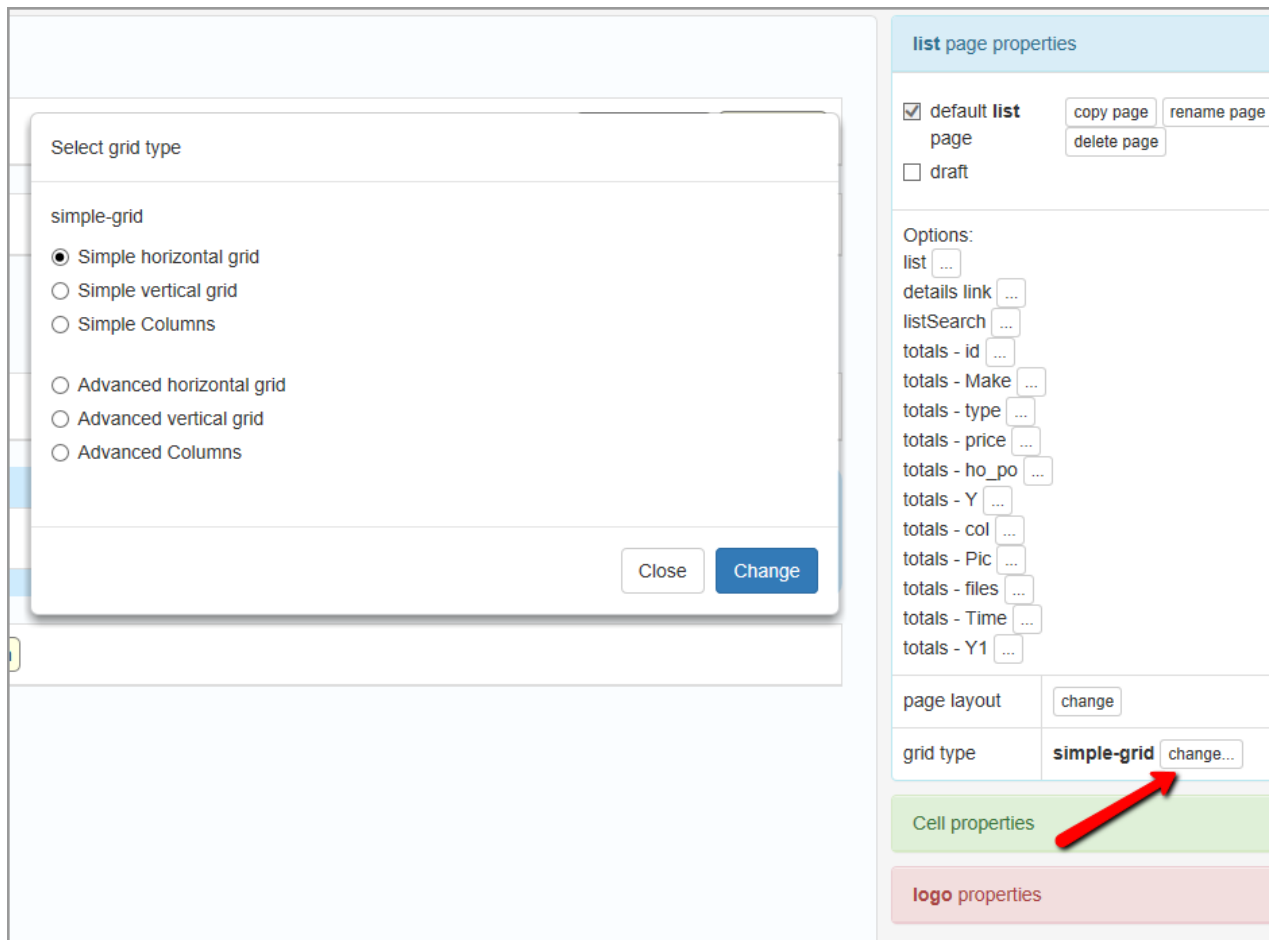 Select grid type
simple-grid
Simple horizontal grid
Simple vertical grid
Simple Columns
Advanced horizontal grid
Advanced vertical grid
Advanced Columns
Close Change
list page properties
default list page
copy page rename page
delete page
draft
Options:
list ...
details link ...
listSearch ...
totals - id ...
totals - Make ...
totals - type ...
totals - price ...
totals - ho_po ...
totals - Y ...
totals - col ...
totals - Pic ...
totals - files ...
totals - Time ...
totals - Y1 ...
page layout change
grid type simple-grid change...
Cell properties
logo properties